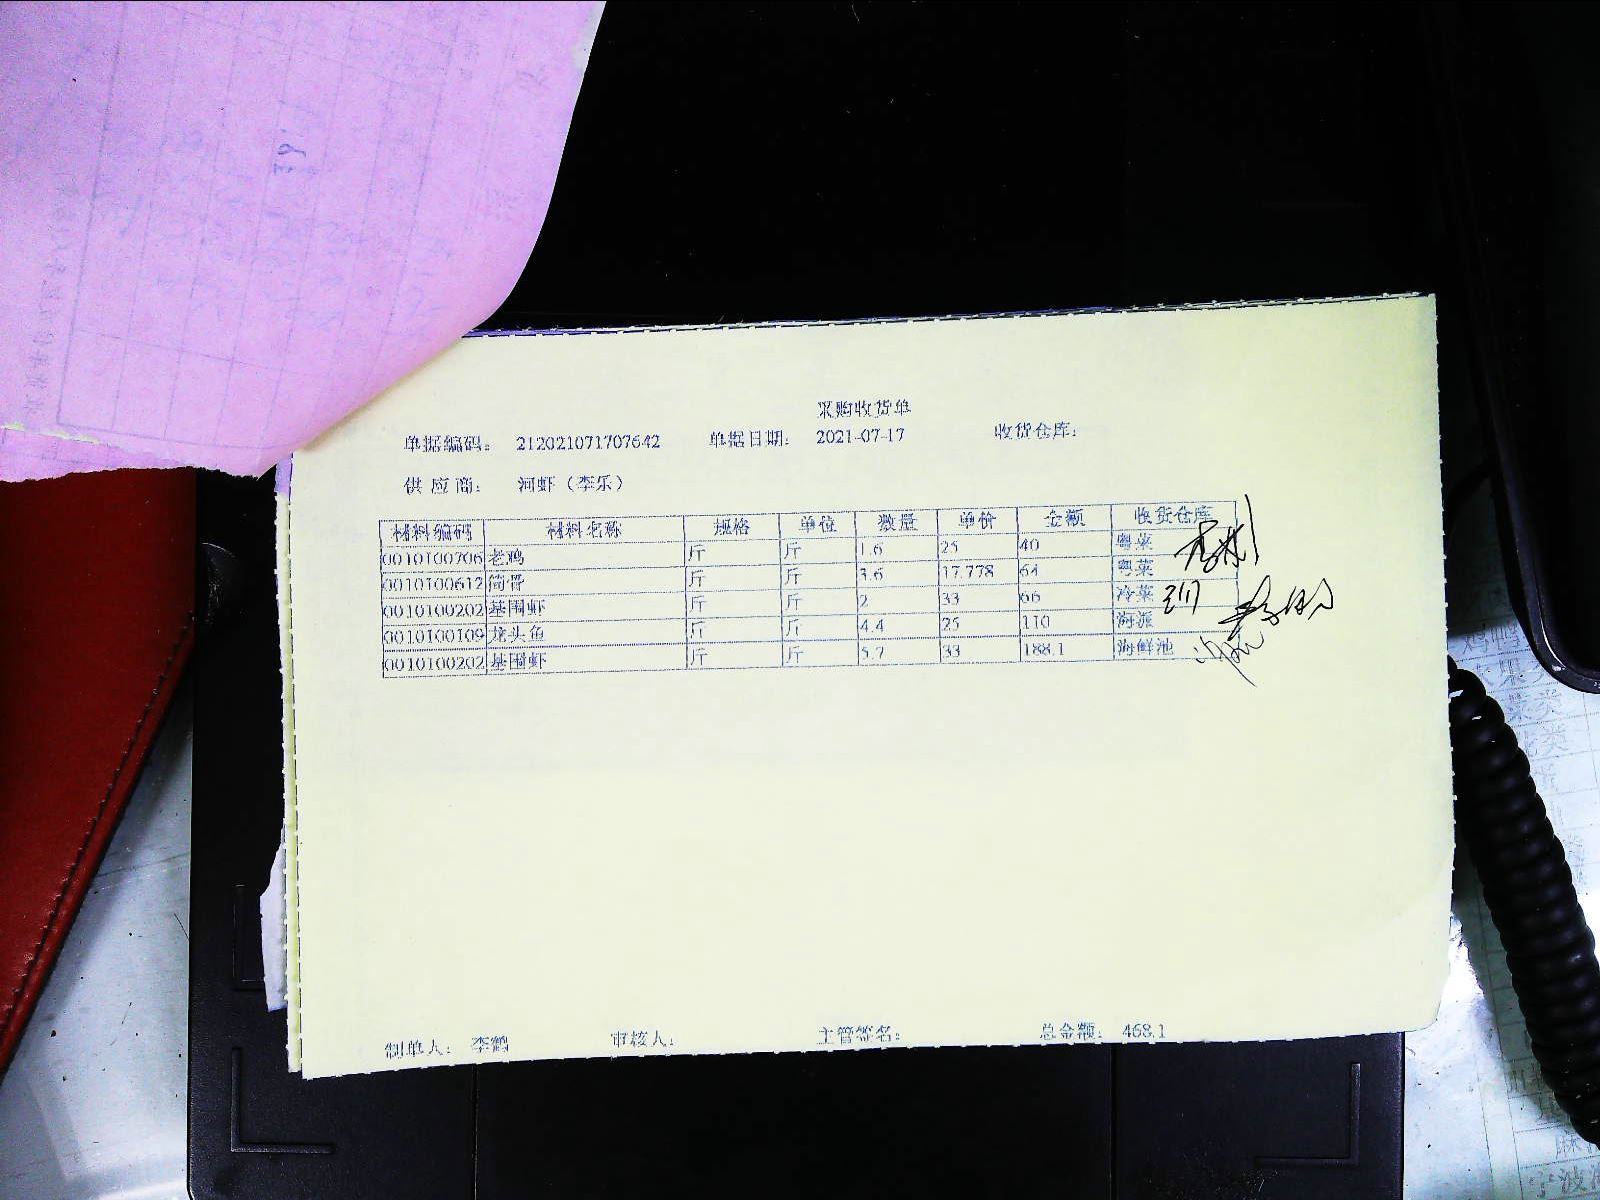 采购收货单
单据编码： 212021071707642 单据日期： 2021-07-17 收货仓库：
供应商： 河虾（李乐）
材料编码 材料名称 规格 单位 数量 单价 金额 收货仓库
0010100706 老鸡 斤 斤 1.6 25 40 粤菜
0010100612 筒骨 斤 斤 3.6 17.778 64 粤菜
0010100202 基围虾 斤 斤 2 33 66 冷菜
0010100109 龙头鱼 斤 斤 4.4 25 110 海派
0010100202 基围虾 斤 斤 5.7 33 188.1 海鲜池
制单人： 李鹤 审核人： 主管签名： 总金额： 468.1